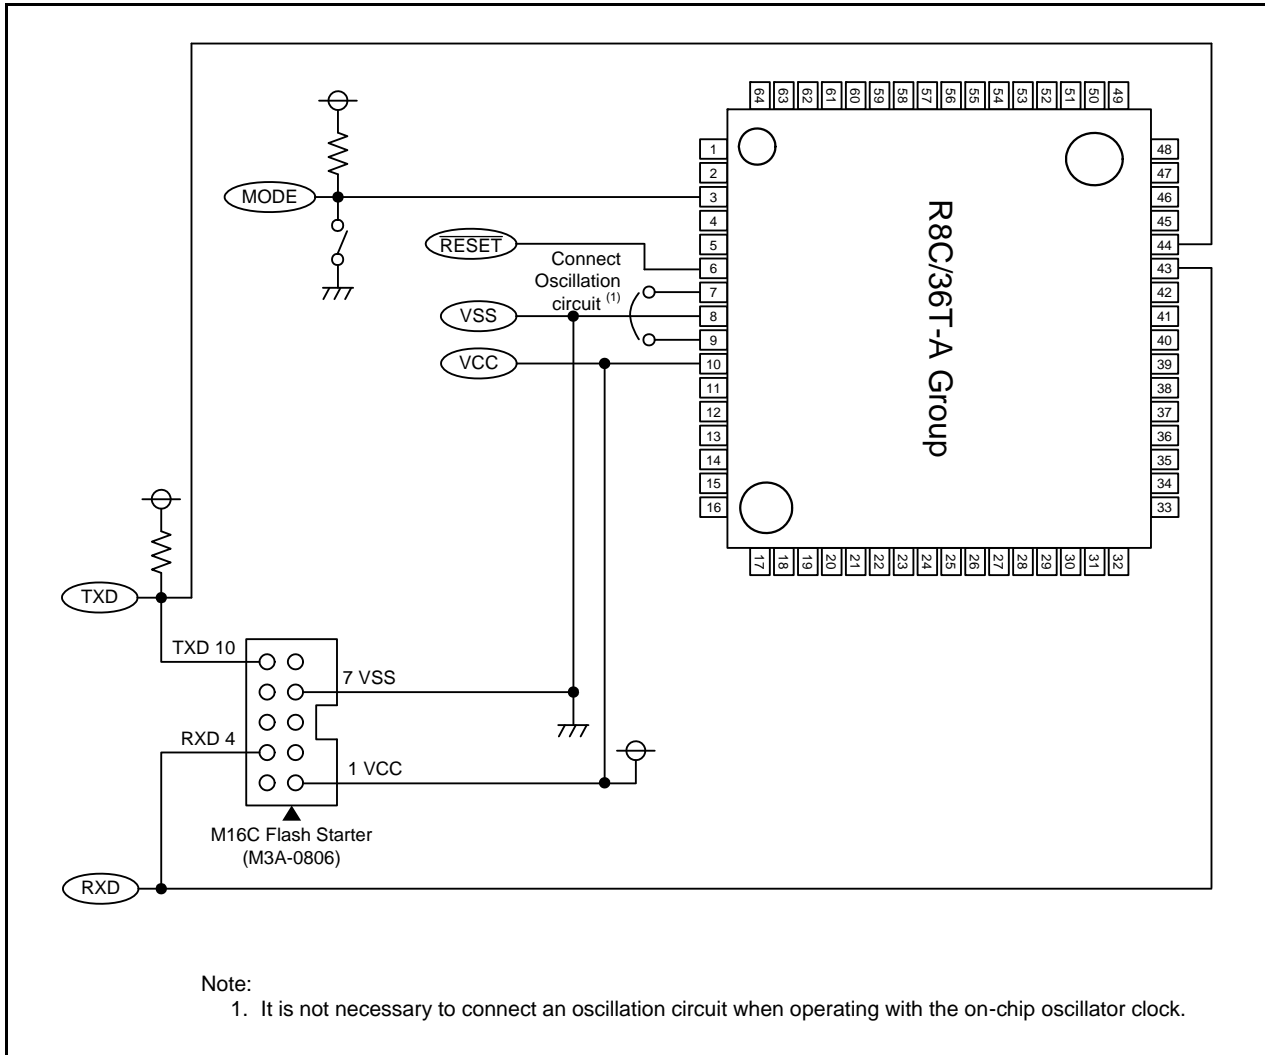 64 63 62 61 60 59 58 57 56 55 54 53 52 51 50 49
1
2
3
4
5
6
7
8
9
10
11
12
13
14
15
16
48
47
46
45
44
43
42
41
40
39
38
37
36
35
34
33
17 18 19 20 21 22 23 24 25 26 27 28 29 30 31 32
R8C/36T-A Group
MODE
RESET
Connect
Oscillation
circuit (1)
VSS
VCC
TXD
TXD 10
7 VSS
RXD 4
1 VCC
M16C Flash Starter
(M3A-0806)
RXD
Note:
1. It is not necessary to connect an oscillation circuit when operating with the on-chip oscillator clock.